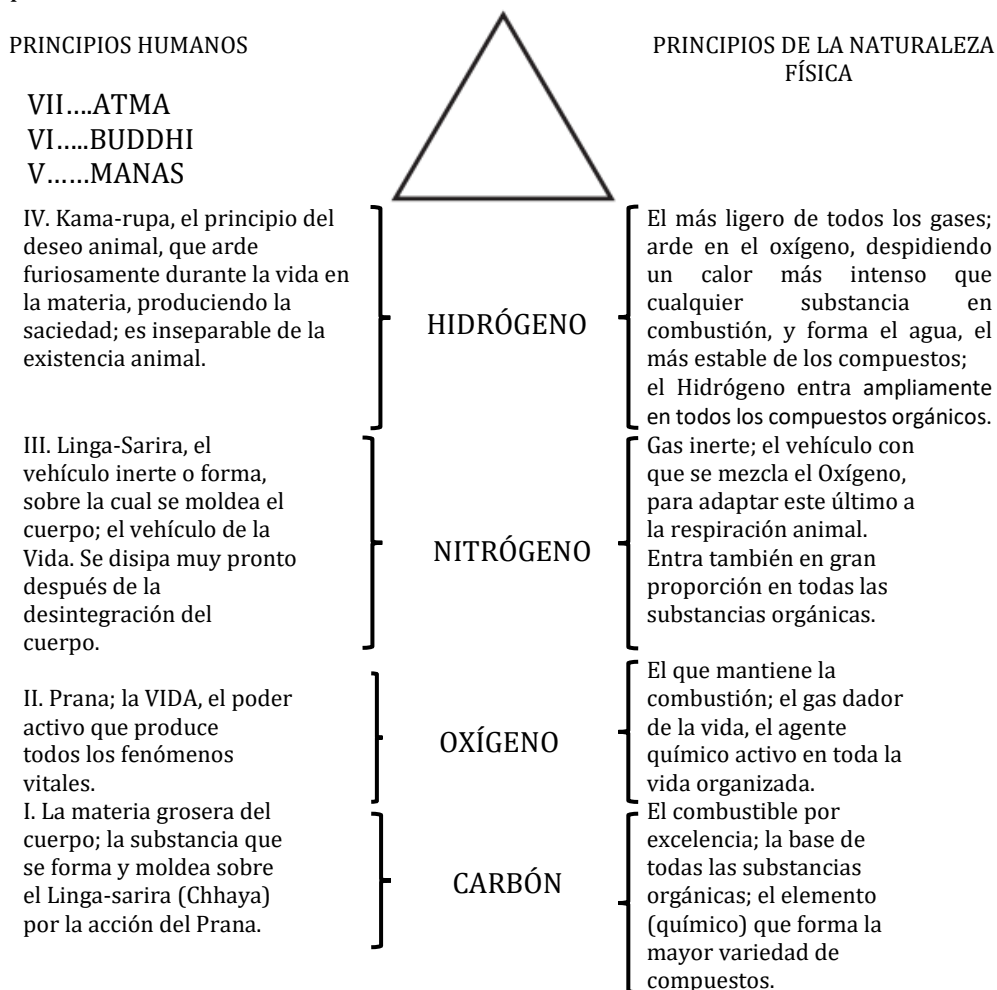 PRINCIPIOS HUMANOS
PRINCIPIOS DE LA NATURALEZA
FÍSICA
VII....ATMA
VI.....BUDDHI
V......MANAS
IV. Kama-rupa, el principio del
deseo animal, que arde
furiosamente durante la vida en
la materia, produciendo la
saciedad; es inseparable de la
existencia animal.
HIDRÓGENO
El más ligero de todos los gases;
arde en el oxígeno, despidiendo
un calor más intenso que
cualquier substancia en
combustión, y forma el agua, el
más estable de los compuestos;
el Hidrógeno entra ampliamente
en todos los compuestos orgánicos.
III. Linga-Sarira, el
vehículo inerte o forma,
sobre la cual se moldea el
cuerpo; el vehículo de la
Vida. Se disipa muy pronto
después de la
desintegración del
cuerpo.
NITRÓGENO
Gas inerte; el vehículo con
que se mezcla el Oxígeno,
para adaptar este último a
la respiración animal.
Entra también en gran
proporción en todas las
substancias orgánicas.
II. Prana; la VIDA, el poder
activo que produce
todos los fenómenos
vitales.
OXÍGENO
El que mantiene la
combustión; el gas dador
de la vida, el agente
químico activo en toda la
vida organizada.
I. La materia grosera del
cuerpo; la substancia que
se forma y moldea sobre
el Linga-sarira (Chhaya)
por la acción del Prana.
CARBÓN
El combustible por
excelencia; la base de
todas las substancias
orgánicas; el elemento
(químico) que forma la
mayor variedad de
compuestos.